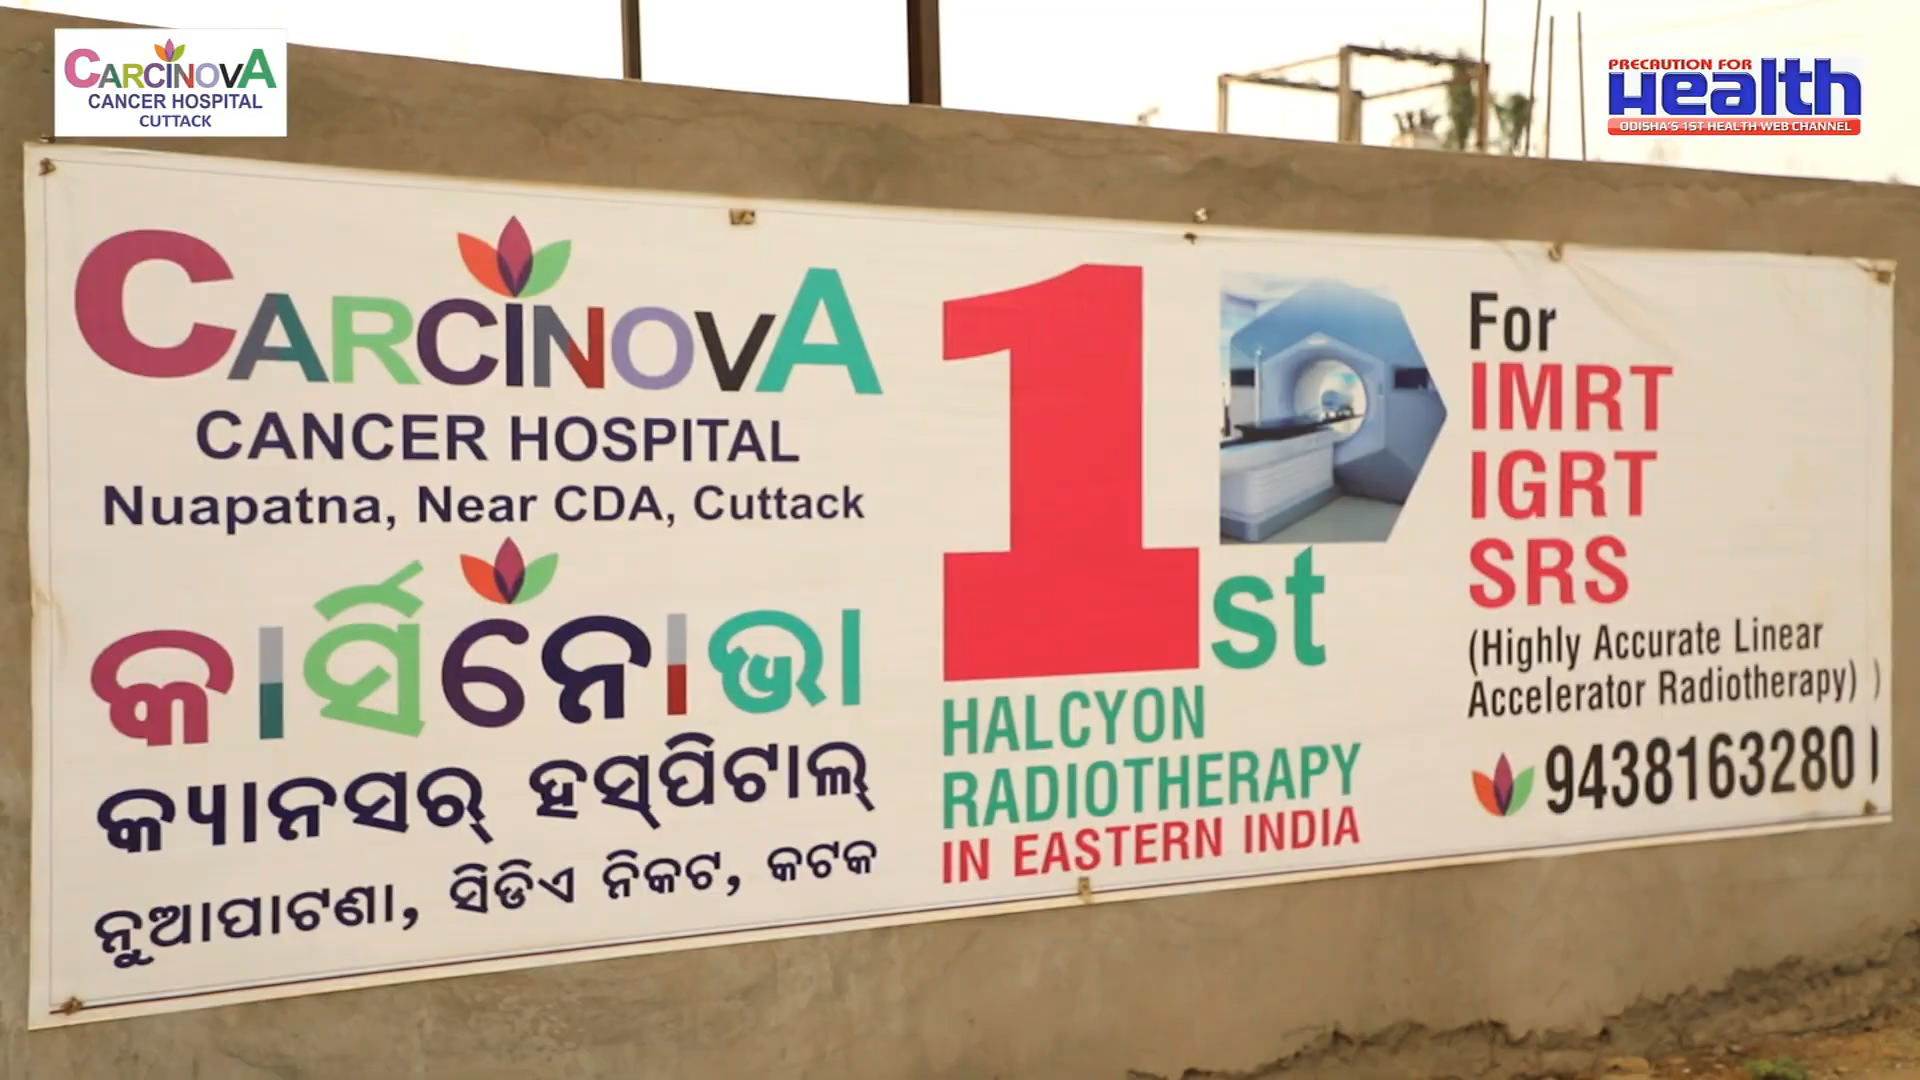 CARCINOVA
CANCER HOSPITAL
CUTTACK
PRECAUTION FOR
Health
ODISHA'S 1ST HEALTH WEB CHANNEL
CARCINOVA
CANCER HOSPITAL
Nuapatna, Near CDA, Cuttack
କାର୍ସିନୋଭା
କ୍ୟାନସର୍ ହସ୍‌ପିଟାଲ୍
ନୂଆପାଟଣା, ସିଡିଏ ନିକଟ, କଟକ
1st
HALCYON
RADIOTHERAPY
IN EASTERN INDIA
For
IMRT
IGRT
SRS
(Highly Accurate Linear
Accelerator Radiotherapy) )
9438163280